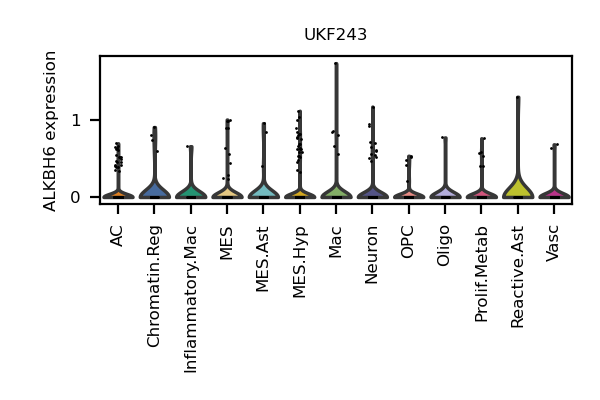 UKF243
ALKBH6 expression
1
0
AC
Chromatin.Reg
Inflammatory.Mac
MES
MES.Ast
MES.Hyp
Mac
Neuron
OPC
Oligo
Prolif.Metab
Reactive.Ast
Vasc